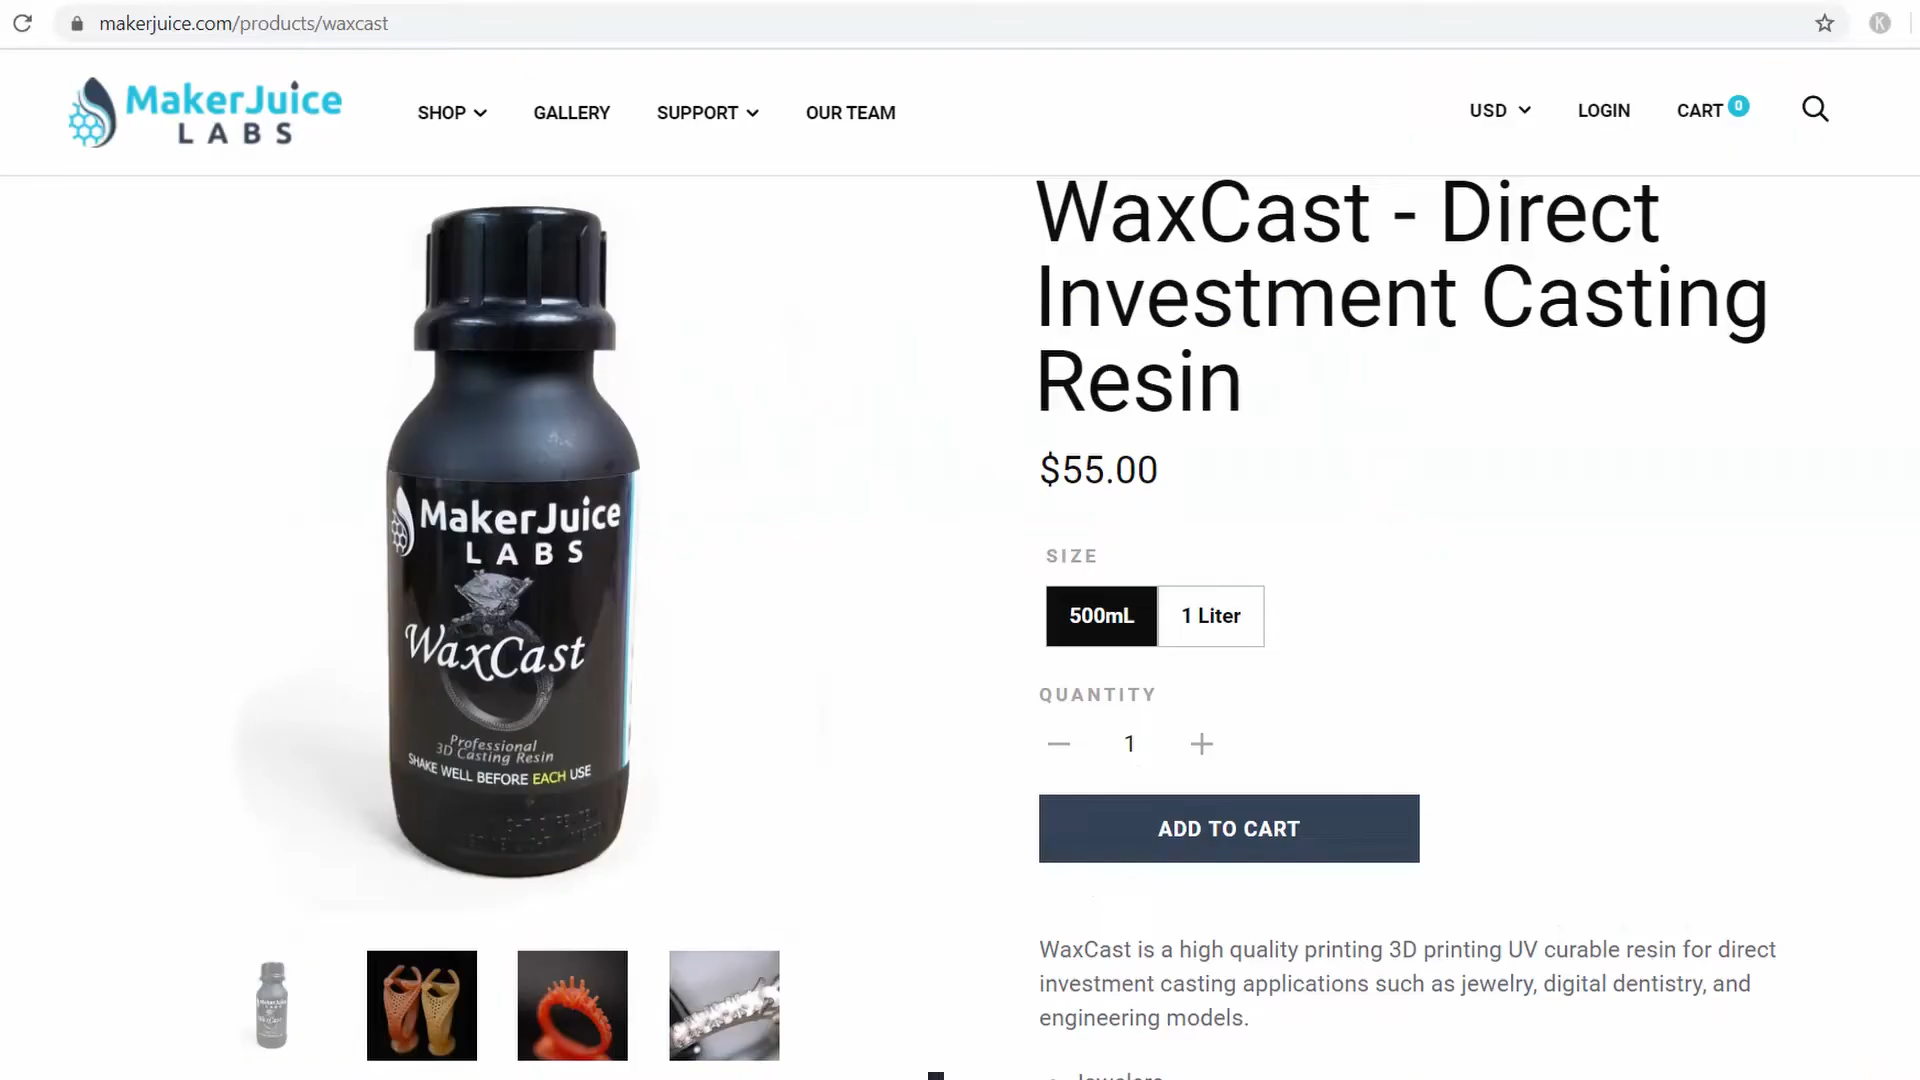 makerjuice.com/products/waxcast
K
MakerJuice
LABS
SHOP
GALLERY
SUPPORT
OUR TEAM
USD
LOGIN
CART 0
WaxCast - Direct
Investment Casting
Resin
$55.00
SIZE
500mL
1 Liter
QUANTITY
1
ADD TO CART
WaxCast is a high quality printing 3D printing UV curable resin for direct
investment casting applications such as jewelry, digital dentistry, and
engineering models.
MakerJuice
LABS
WaxCast
Professional
3D Casting Resin
SHAKE WELL BEFORE EACH USE